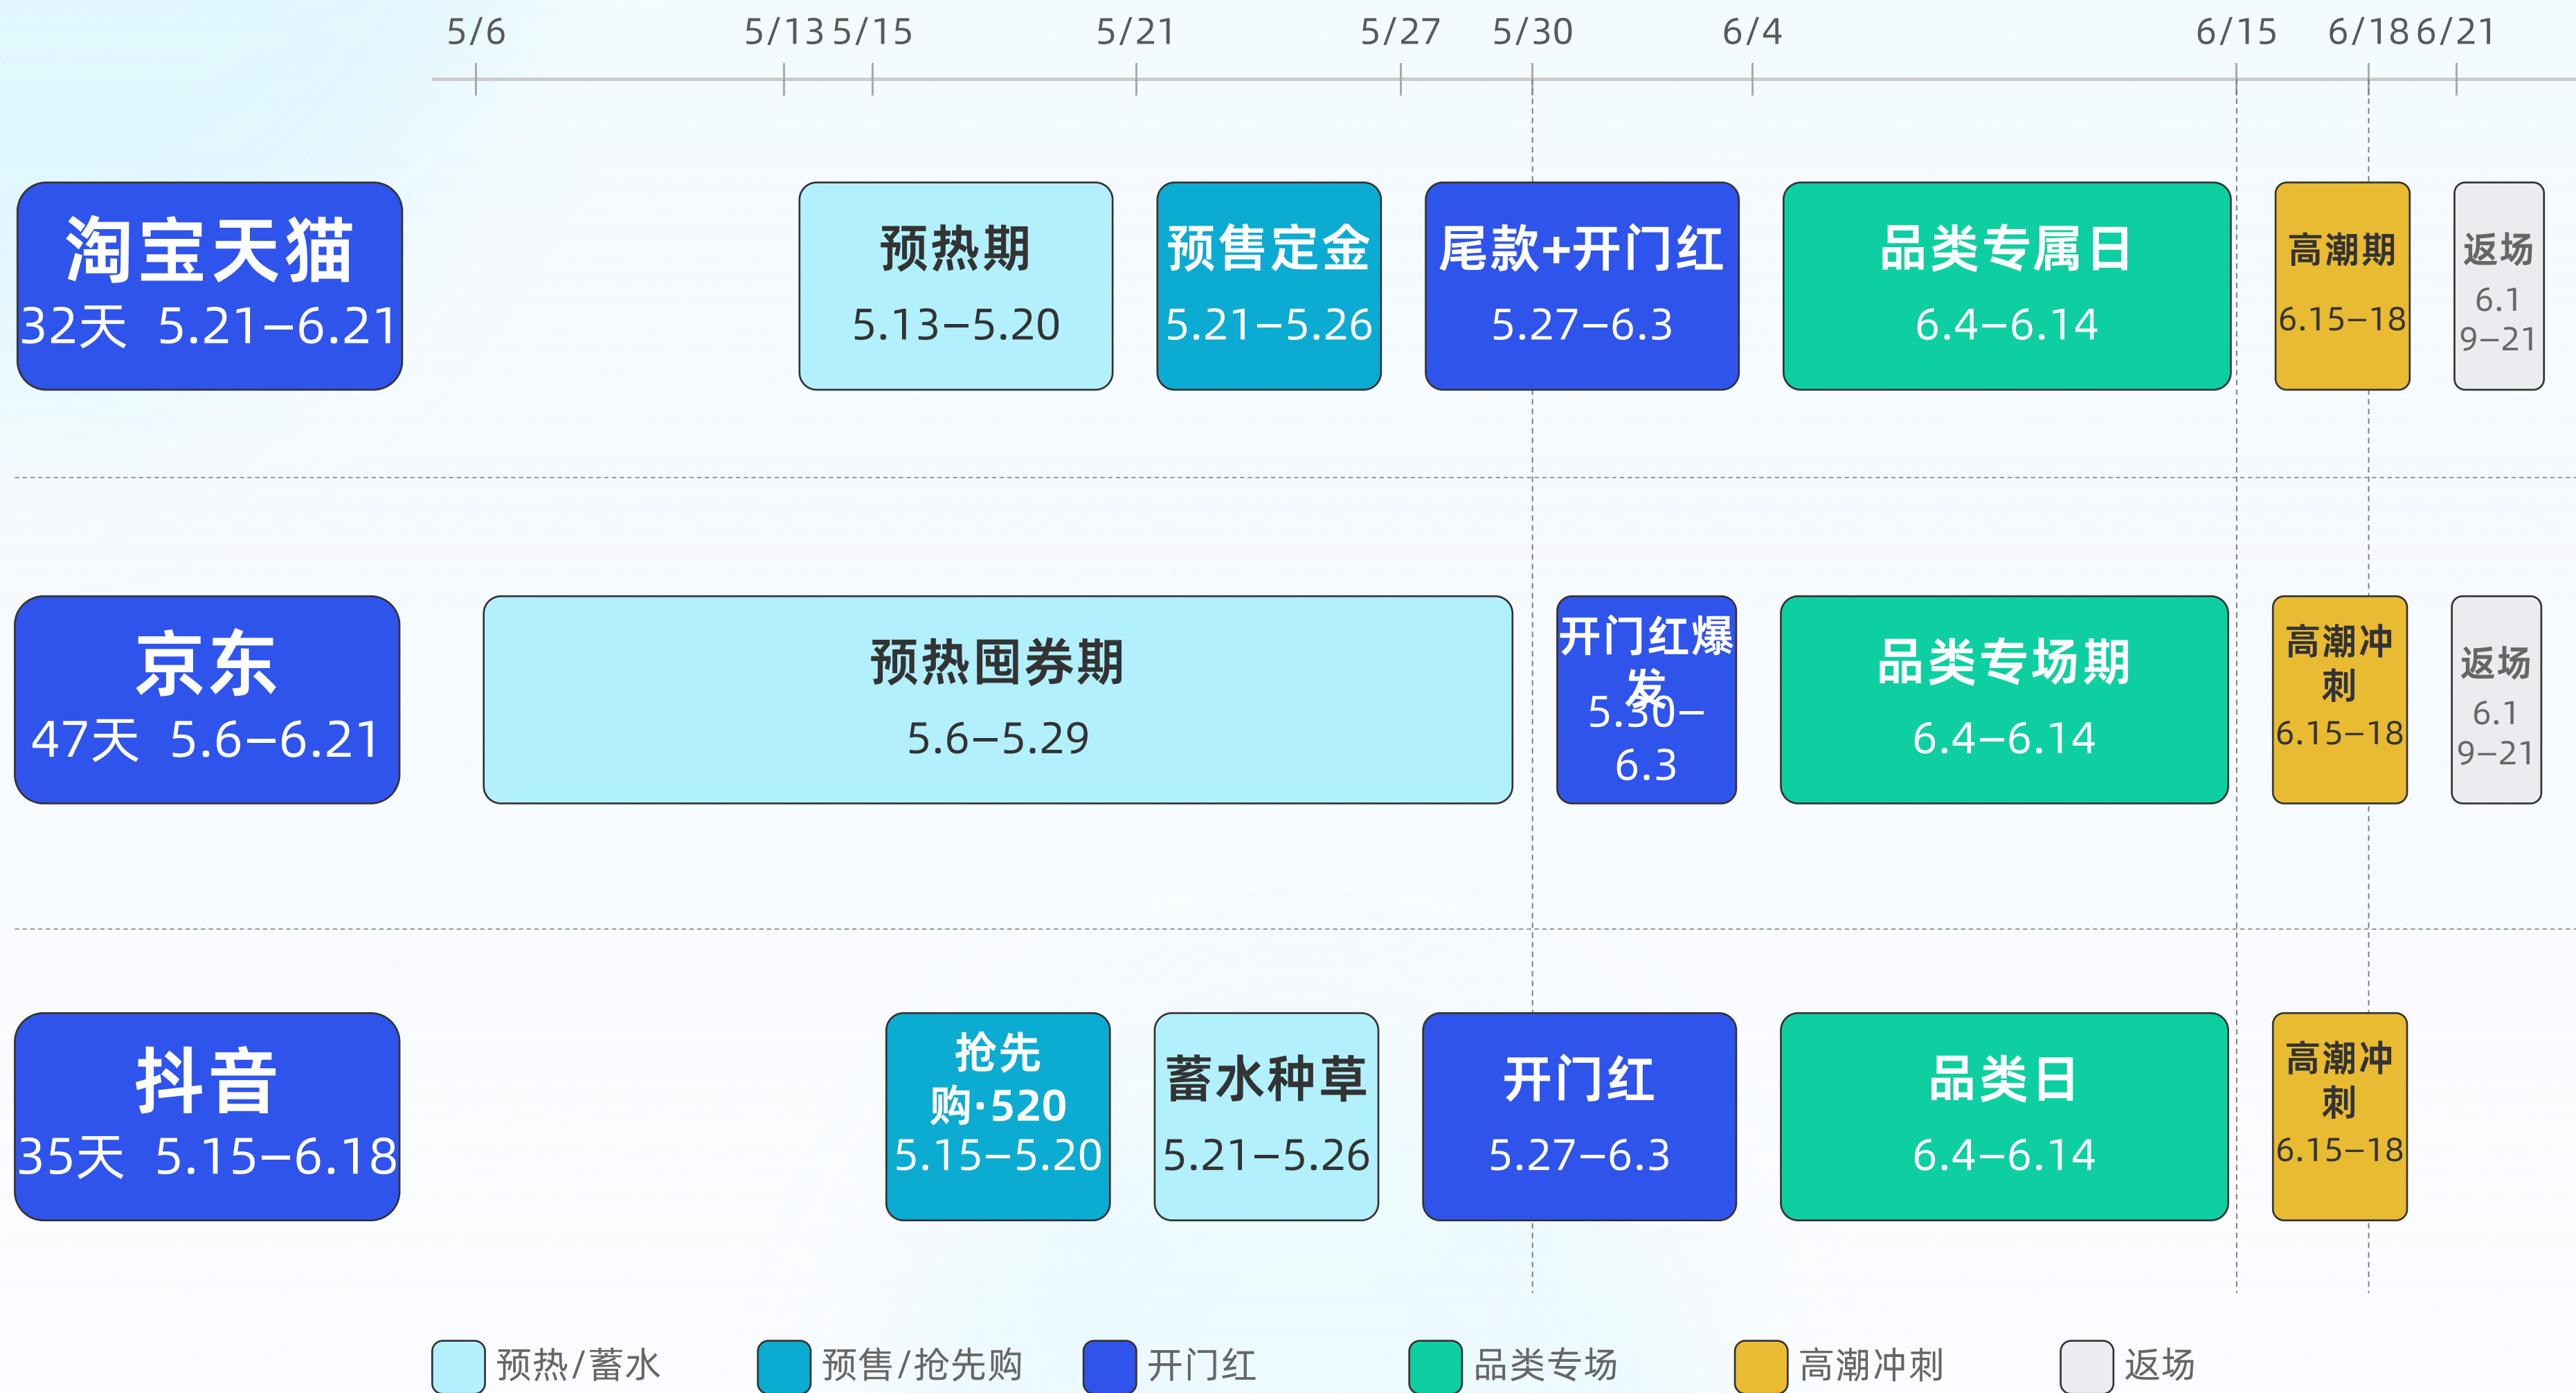 5/6 5/13 5/15 5/21 5/27 5/30 6/4 6/15 6/18 6/21
淘宝天猫
32天 5.21–6.21
预热期
5.13–5.20
预售定金
5.21–5.26
尾款+开门红
5.27–6.3
品类专属日
6.4–6.14
高潮期
6.15–18
返场
6.1
9–21
京东
47天 5.6–6.21
预热囤券期
5.6–5.29
开门红爆
发
5.30–
6.3
品类专场期
6.4–6.14
高潮冲
刺
6.15–18
返场
6.1
9–21
抖音
35天 5.15–6.18
抢先
购·520
5.15–5.20
蓄水种草
5.21–5.26
开门红
5.27–6.3
品类日
6.4–6.14
高潮冲
刺
6.15–18
预热/蓄水 预售/抢先购 开门红 品类专场 高潮冲刺 返场